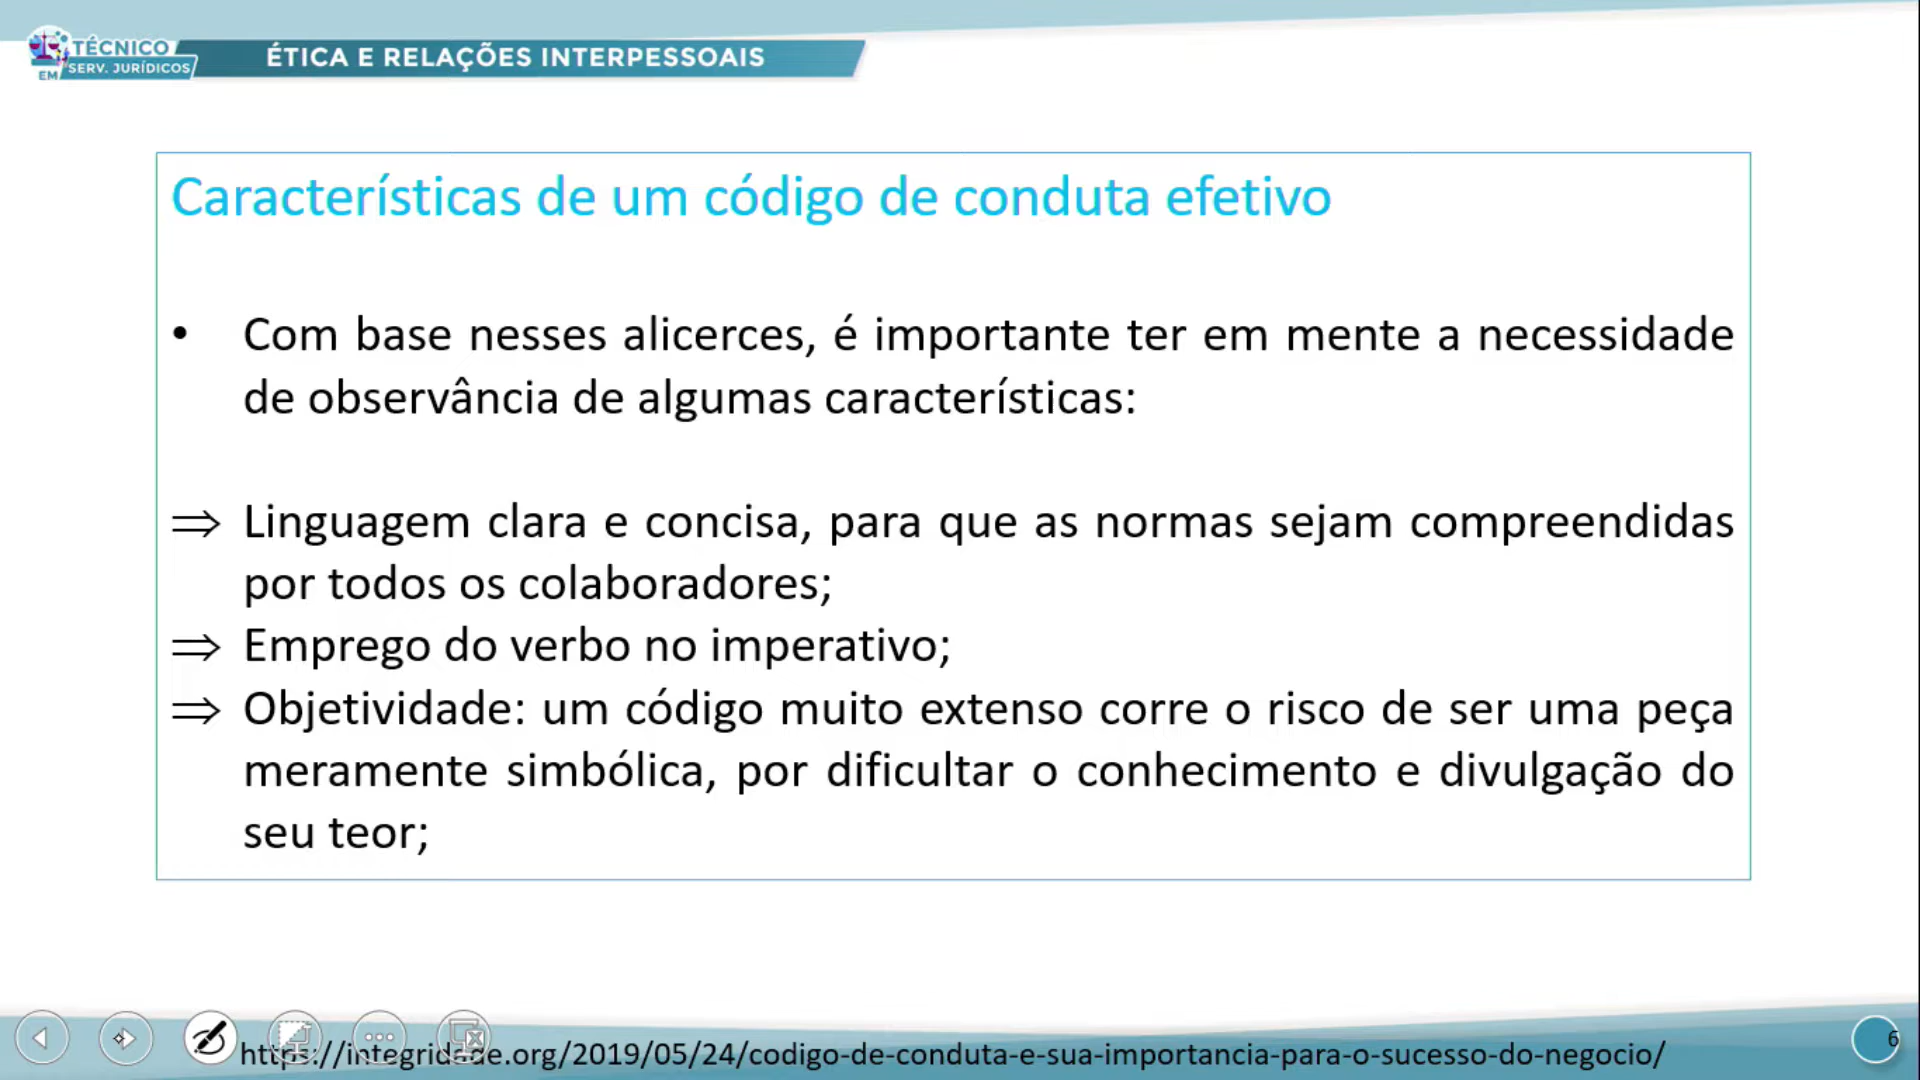 TÉCNICO
EM SERV. JURÍDICOS
ÉTICA E RELAÇÕES INTERPESSOAIS
Características de um código de conduta efetivo
• Com base nesses alicerces, é importante ter em mente a necessidade
de observância de algumas características:
⇒ Linguagem clara e concisa, para que as normas sejam compreendidas
por todos os colaboradores;
⇒ Emprego do verbo no imperativo;
⇒ Objetividade: um código muito extenso corre o risco de ser uma peça
meramente simbólica, por dificultar o conhecimento e divulgação do
seu teor;
https://integridade.org/2019/05/24/codigo-de-conduta-e-sua-importancia-para-o-sucesso-do-negocio/
6